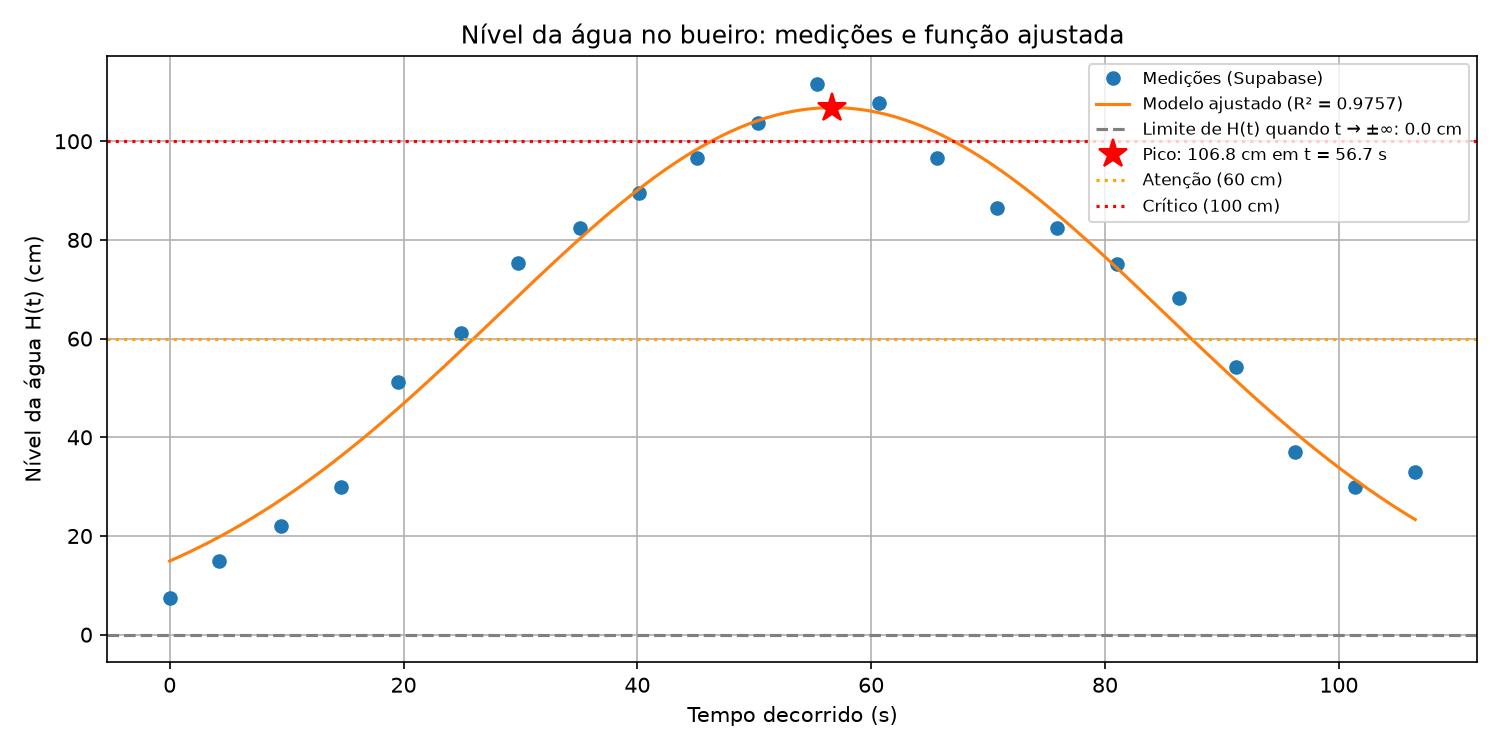 Nível da água no bueiro: medições e função ajustada
Medições (Supabase)
Modelo ajustado (R² = 0.9757)
Limite de H(t) quando t → ±∞: 0.0 cm
Pico: 106.8 cm em t = 56.7 s
Atenção (60 cm)
Crítico (100 cm)
Nível da água H(t) (cm)
100
80
60
40
20
0
0 20 40 60 80 100
Tempo decorrido (s)